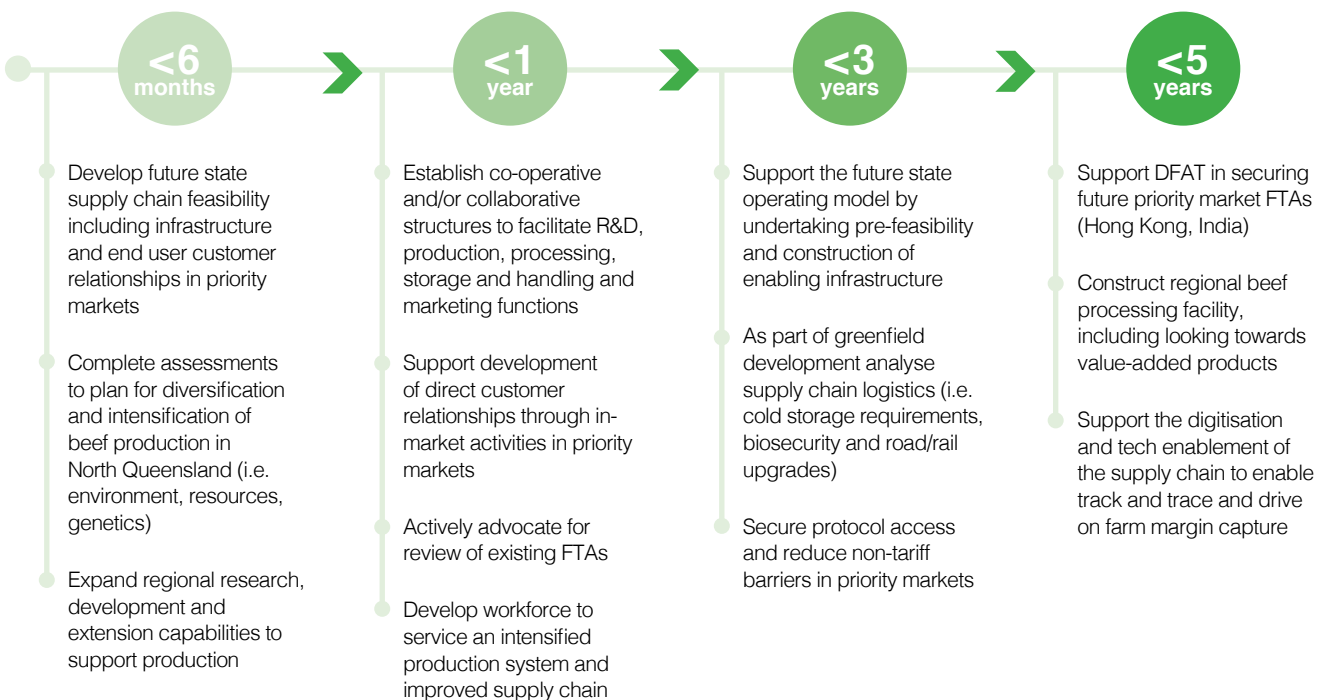 <6
months
Develop future state
supply chain feasibility
including infrastructure
and end user customer
relationships in priority
markets
Complete assessments
to plan for diversification
and intensification of
beef production in
North Queensland (i.e.
environment, resources,
genetics)
Expand regional research,
development and
extension capabilities to
support production
<1
year
Establish co-operative
and/or collaborative
structures to facilitate R&D,
production, processing,
storage and handling and
marketing functions
Support development
of direct customer
relationships through in-
market activities in priority
markets
Actively advocate for
review of existing FTAs
Develop workforce to
service an intensified
production system and
improved supply chain
<3
years
Support the future state
operating model by
undertaking pre-feasibility
and construction of
enabling infrastructure
As part of greenfield
development analyse
supply chain logistics (i.e.
cold storage requirements,
biosecurity and road/rail
upgrades)
Secure protocol access
and reduce non-tariff
barriers in priority markets
<5
years
Support DFAT in securing
future priority market FTAs
(Hong Kong, India)
Construct regional beef
processing facility,
including looking towards
value-added products
Support the digitisation
and tech enablement of
the supply chain to enable
track and trace and drive
on farm margin capture